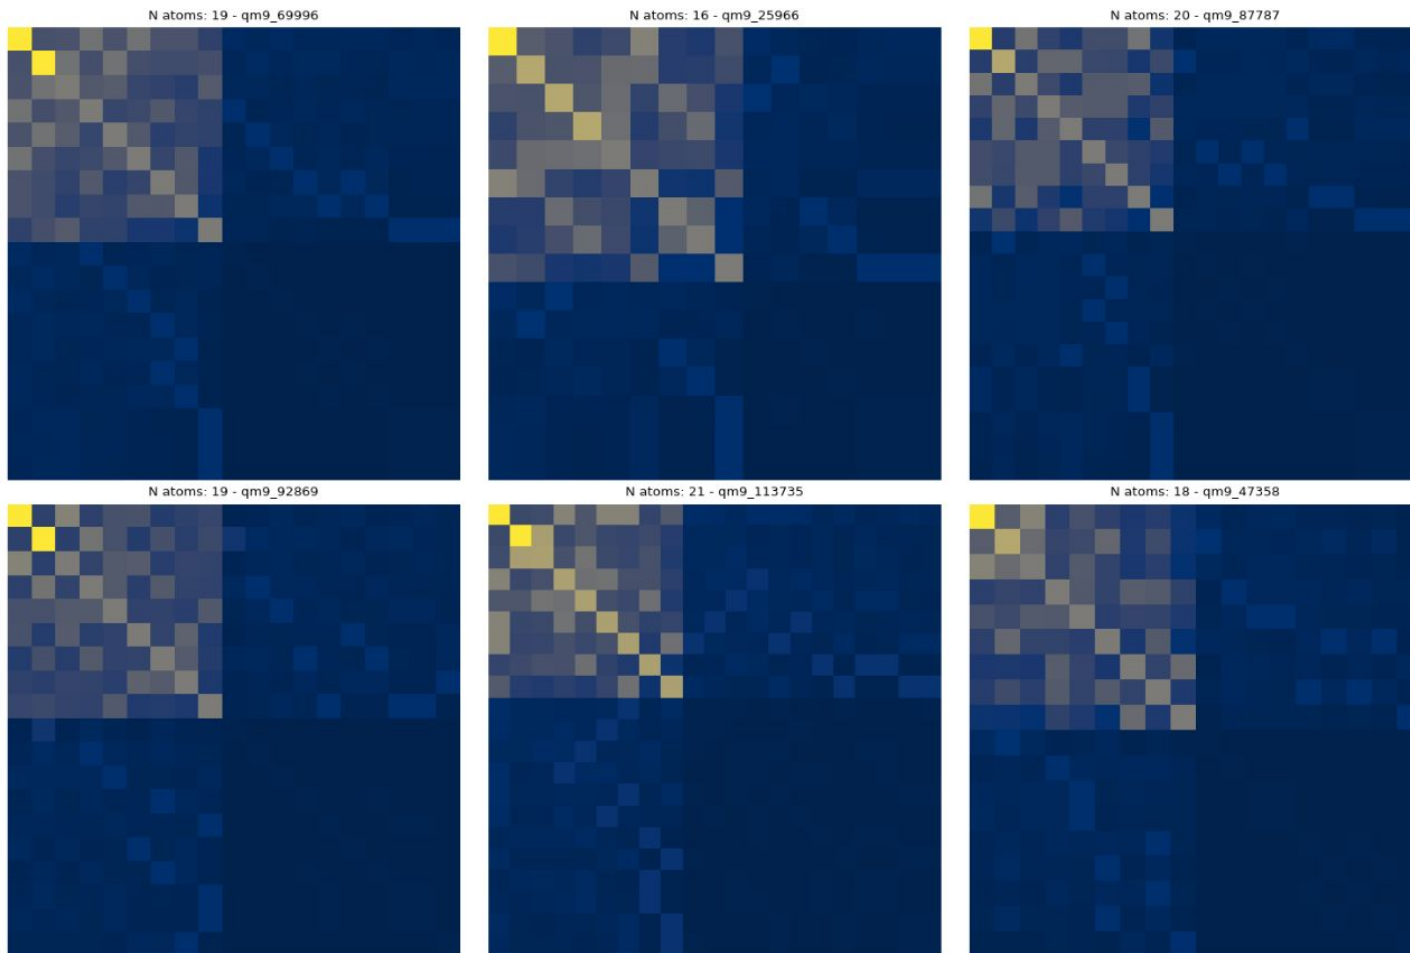 N atoms: 19 - qm9_69996
N atoms: 16 - qm9_25966
N atoms: 20 - qm9_87787
N atoms: 19 - qm9_92869
N atoms: 21 - qm9_113735
N atoms: 18 - qm9_47358